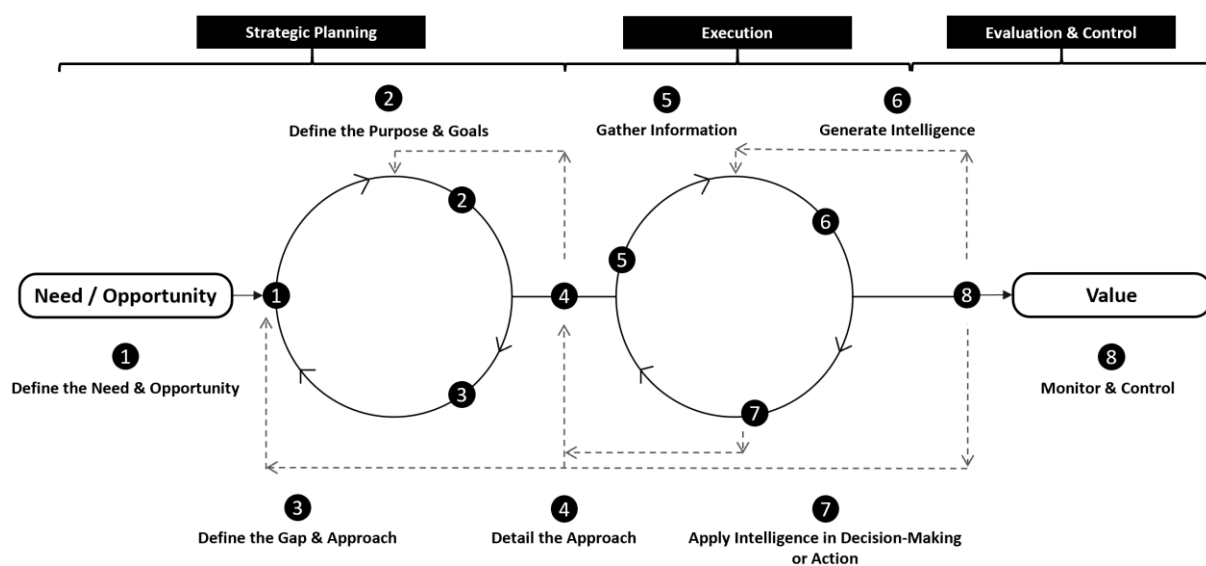 Strategic Planning
Execution
Evaluation & Control
2
5
6
Define the Purpose & Goals
Gather Information
Generate Intelligence
2
6
5
Need / Opportunity
1
4
8
Value
1
8
Define the Need & Opportunity
Monitor & Control
3
7
3
4
7
Define the Gap & Approach
Detail the Approach
Apply Intelligence in Decision-Making
or Action